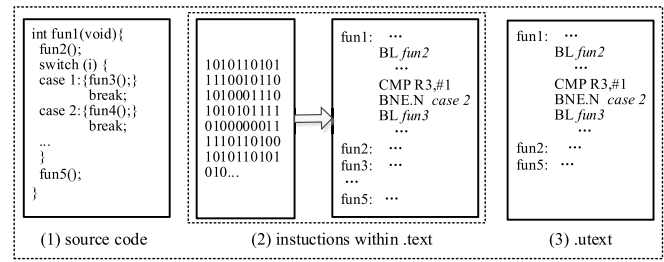 int fun1(void){
fun2();
switch (i) {
case 1:{fun3();}
break;
case 2:{fun4();}
break;
...
}
fun5();
}
(1) source code
1010110101
1110010110
1010001110
1010101111
0100000011
1110110100
1010110101
010...
fun1: ...
BL fun2
...
CMP R3,#1
BNE.N case 2
BL fun3
...
fun2: ...
fun3: ...
...
fun5: ...
(2) instuctions within .text
fun1: ...
BL fun2
...
CMP R3,#1
BNE.N case 2
BL fun3
...
fun2: ...
fun5: ...
(3) .utext